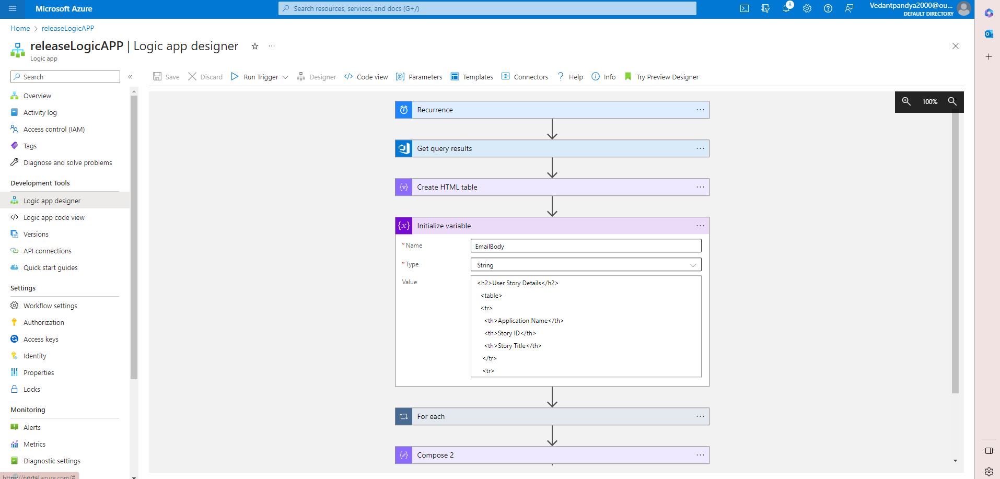 Microsoft Azure
Search resources, services, and docs (G+/)
8
Vedantpandya2000@ou...
DEFAULT DIRECTORY
Home > releaseLogicAPP
releaseLogicAPP | Logic app designer
Logic app
Search
Save
Discard
Run Trigger
Designer
Code view
Parameters
Templates
Connectors
Help
Info
Try Preview Designer
Overview
Activity log
Access control (IAM)
Tags
Diagnose and solve problems
Development Tools
Logic app designer
Logic app code view
Versions
API connections
Quick start guides
Settings
Workflow settings
Authorization
Access keys
Identity
Properties
Locks
Monitoring
Alerts
Metrics
Diagnostic settings
https://portal.azure.com/#
100%
Recurrence
Get query results
Create HTML table
Initialize variable
* Name
EmailBody
* Type
String
Value
<h2>User Story Details</h2>
<table>
<tr>
<th>Application Name</th>
<th>Story ID</th>
<th>Story Title</th>
</tr>
<tr>
For each
Compose 2